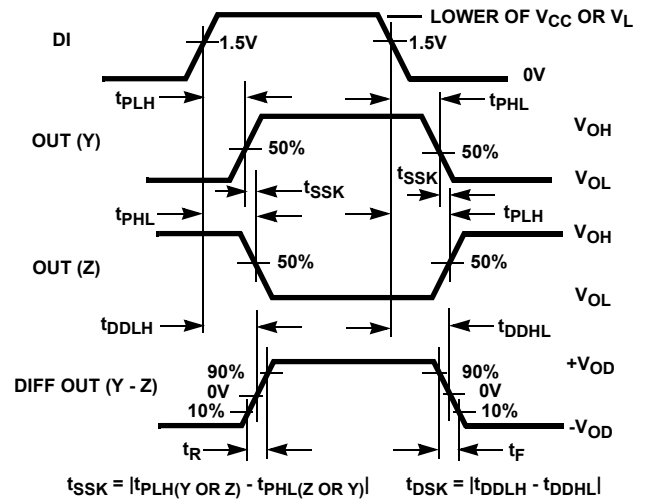 LOWER OF VCC OR VL
DI
1.5V
1.5V
0V
tPLH
tPHL
OUT (Y)
VOH
50%
50%
tSSK
tSSK
VOL
tPHL
tPLH
VOH
OUT (Z)
50%
50%
VOL
tDDLH
tDDHL
90%
90%
+VOD
DIFF OUT (Y - Z)
0V
0V
10%
10%
-VOD
tR
tF
tSSK = |tPLH(Y OR Z) - tPHL(Z OR Y)| tDSK = |tDDLH - tDDHL|